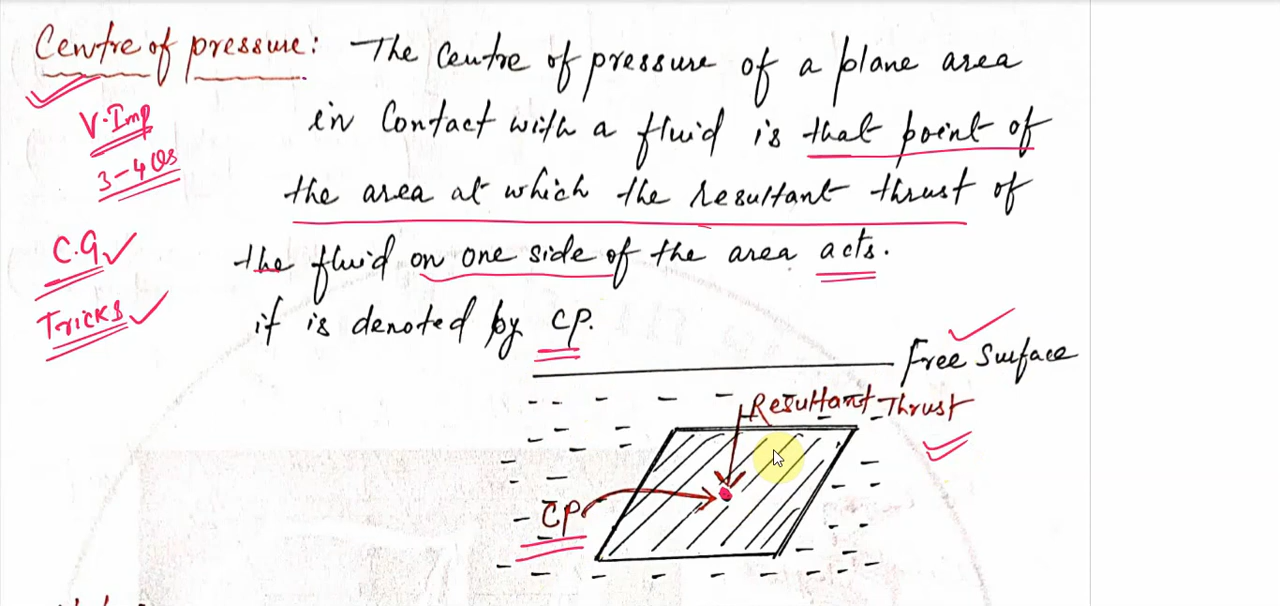 Centre of pressure: The centre of pressure of a plane area
in Contact with a fluid is that point of
the area at which the resultant thrust of
the fluid on one side of the area acts.
it is denoted by CP.
V.Imp
3-4 Qs
C.G
Tricks
Free Surface
Resultant Thrust
CP